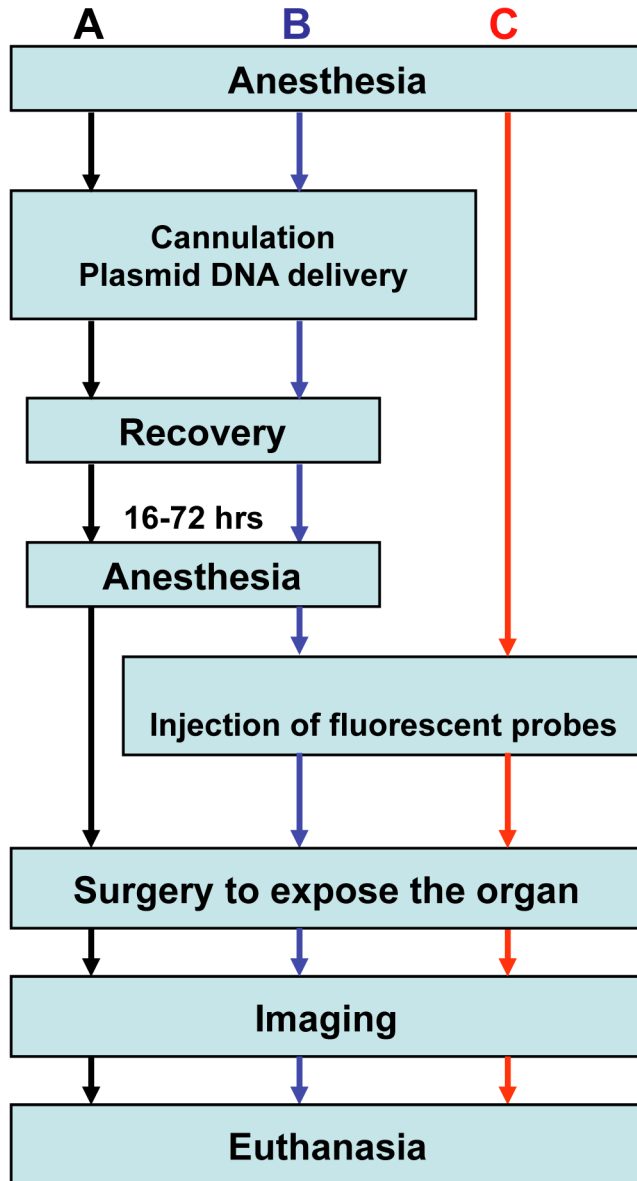 A B C
Anesthesia
Cannulation
Plasmid DNA delivery
Recovery
16-72 hrs
Anesthesia
Injection of fluorescent probes
Surgery to expose the organ
Imaging
Euthanasia